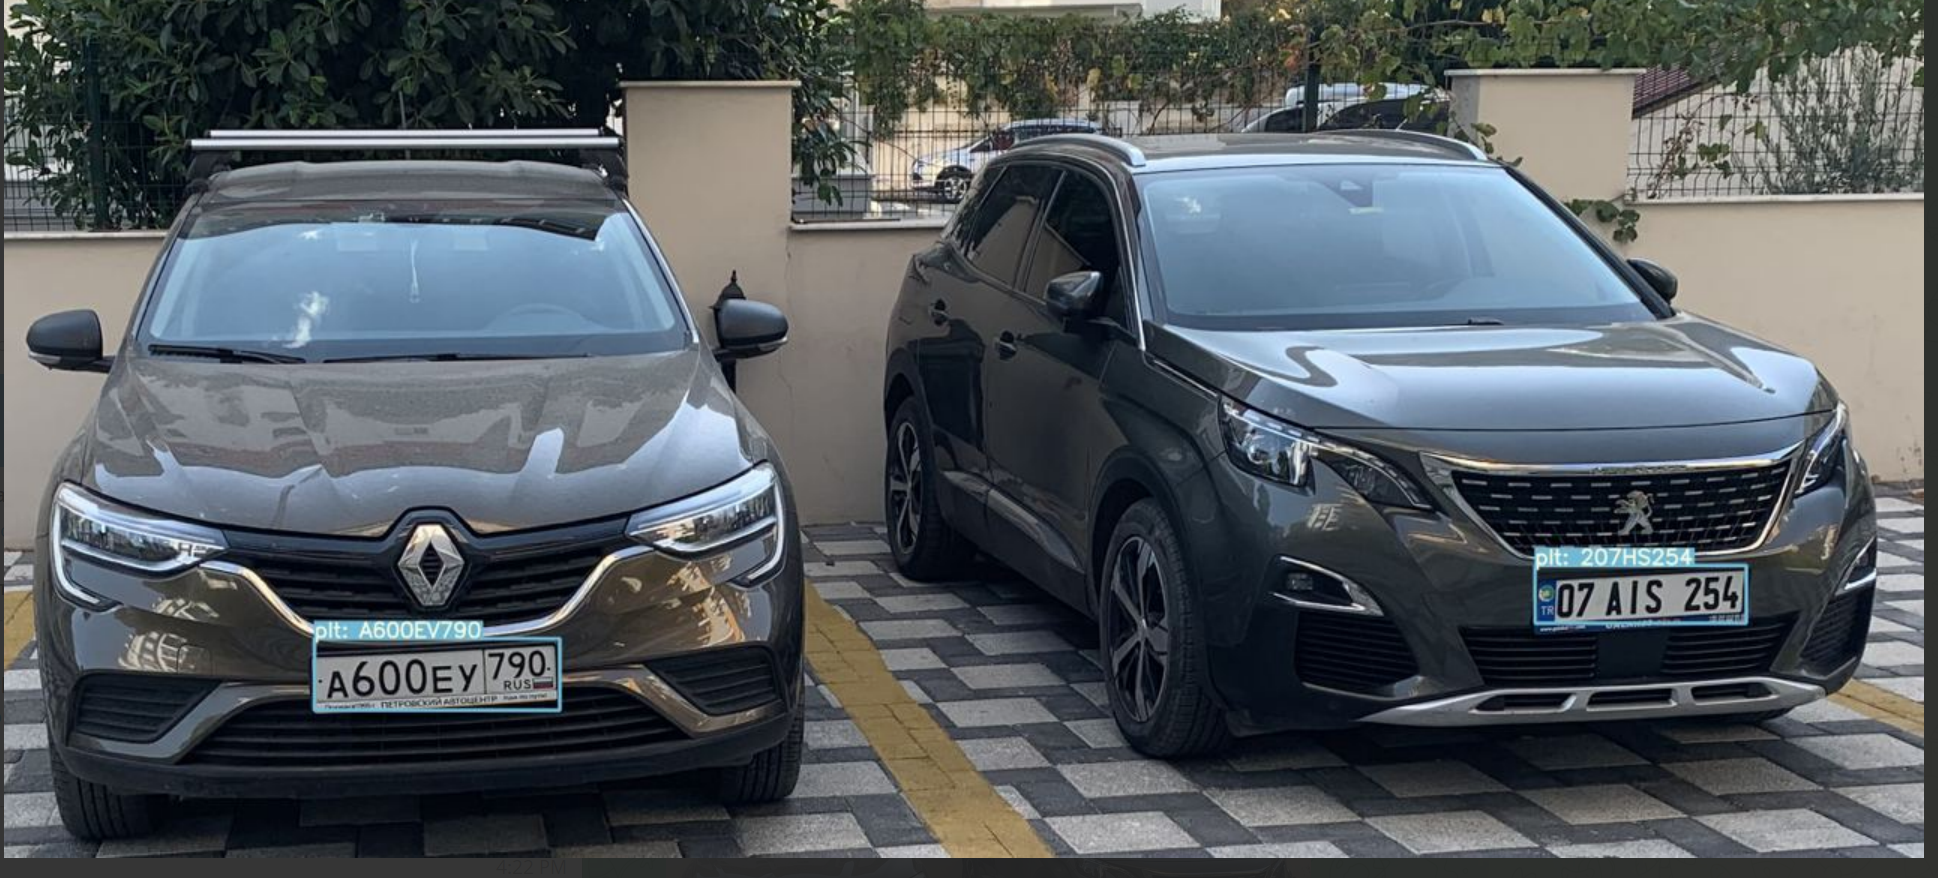 plt: A600EV790
А600ЕУ 790
RUS
ПЕТРОВСКИЙ АВТОЦЕНТР
plt: 207HS254
TR 07 AIS 254